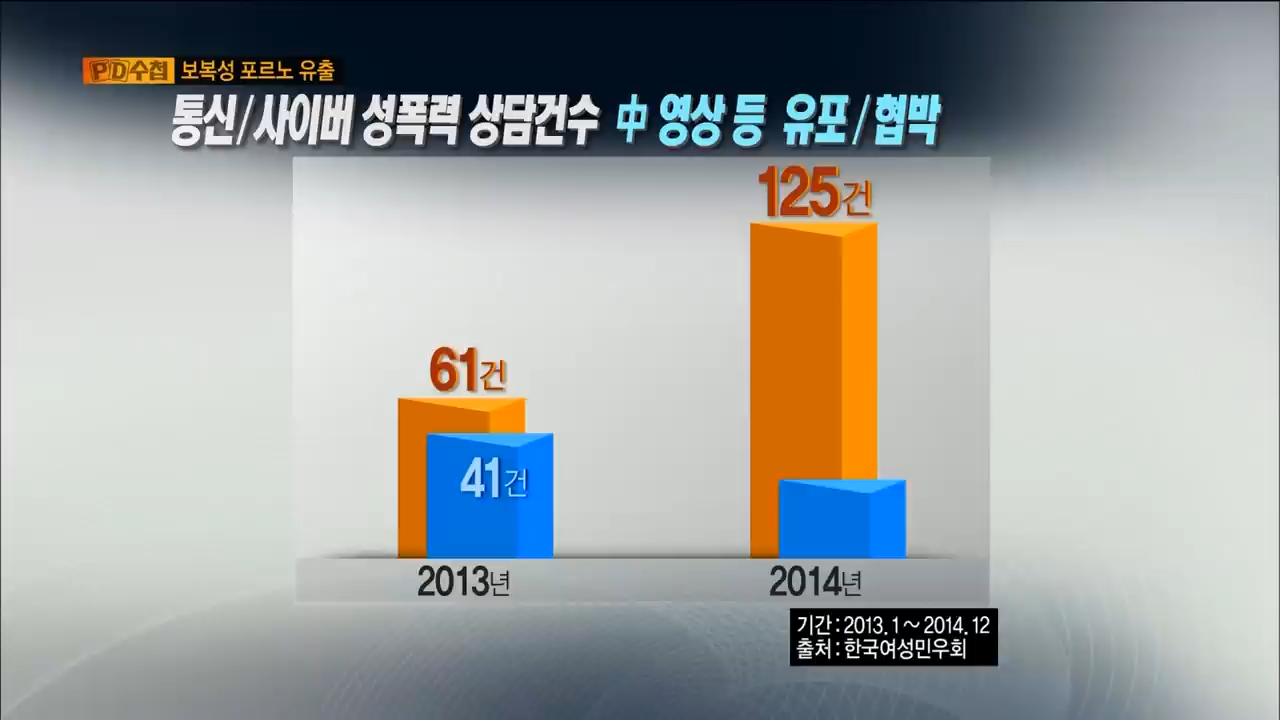 PD수첩 보복성 포르노 유출
통신/사이버 성폭력 상담건수 中 영상 등 유포/협박
125건
61건
41건
2013년
2014년
기간 : 2013. 1 ~ 2014. 12
출처 : 한국여성민우회